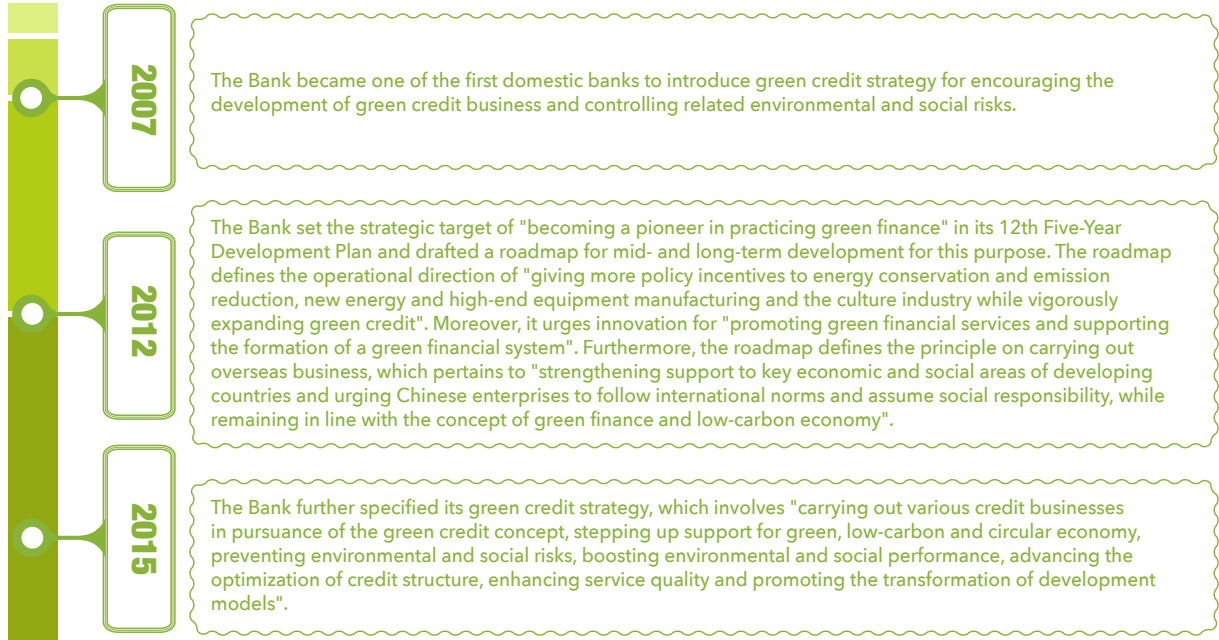 2007
The Bank became one of the first domestic banks to introduce green credit strategy for encouraging the
development of green credit business and controlling related environmental and social risks.
2012
The Bank set the strategic target of "becoming a pioneer in practicing green finance" in its 12th Five-Year
Development Plan and drafted a roadmap for mid- and long-term development for this purpose. The roadmap
defines the operational direction of "giving more policy incentives to energy conservation and emission
reduction, new energy and high-end equipment manufacturing and the culture industry while vigorously
expanding green credit". Moreover, it urges innovation for "promoting green financial services and supporting
the formation of a green financial system". Furthermore, the roadmap defines the principle on carrying out
overseas business, which pertains to "strengthening support to key economic and social areas of developing
countries and urging Chinese enterprises to follow international norms and assume social responsibility, while
remaining in line with the concept of green finance and low-carbon economy".
2015
The Bank further specified its green credit strategy, which involves "carrying out various credit businesses
in pursuance of the green credit concept, stepping up support for green, low-carbon and circular economy,
preventing environmental and social risks, boosting environmental and social performance, advancing the
optimization of credit structure, enhancing service quality and promoting the transformation of development
models".